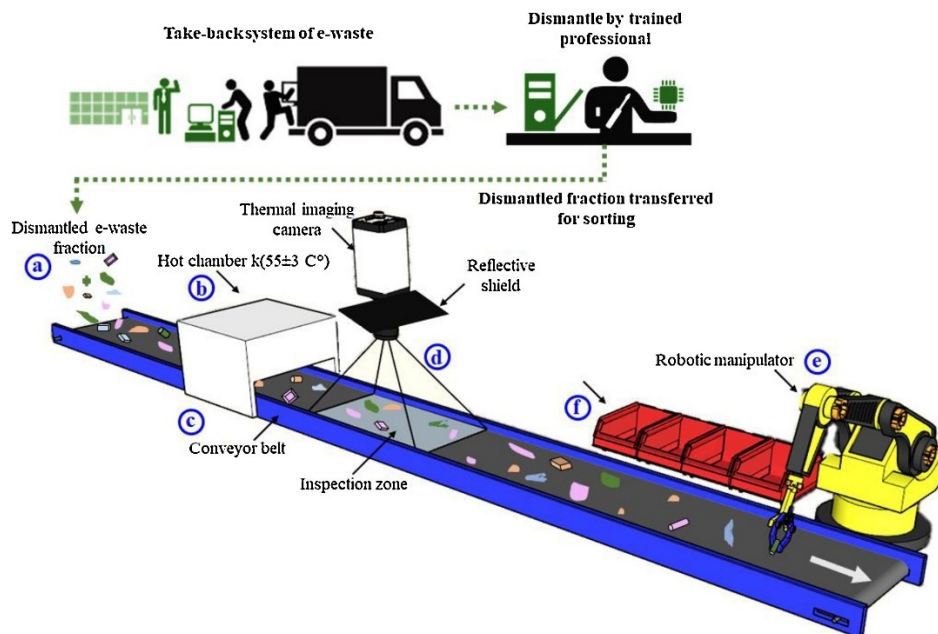 Take-back system of e-waste
Dismantle by trained
professional
Dismantled fraction transferred
for sorting
Dismantled e-waste
fraction
a
Hot chamber k(55±3 C°)
b
Thermal imaging
camera
Reflective
shield
d
c
Conveyor belt
Inspection zone
f
Robotic manipulator
e